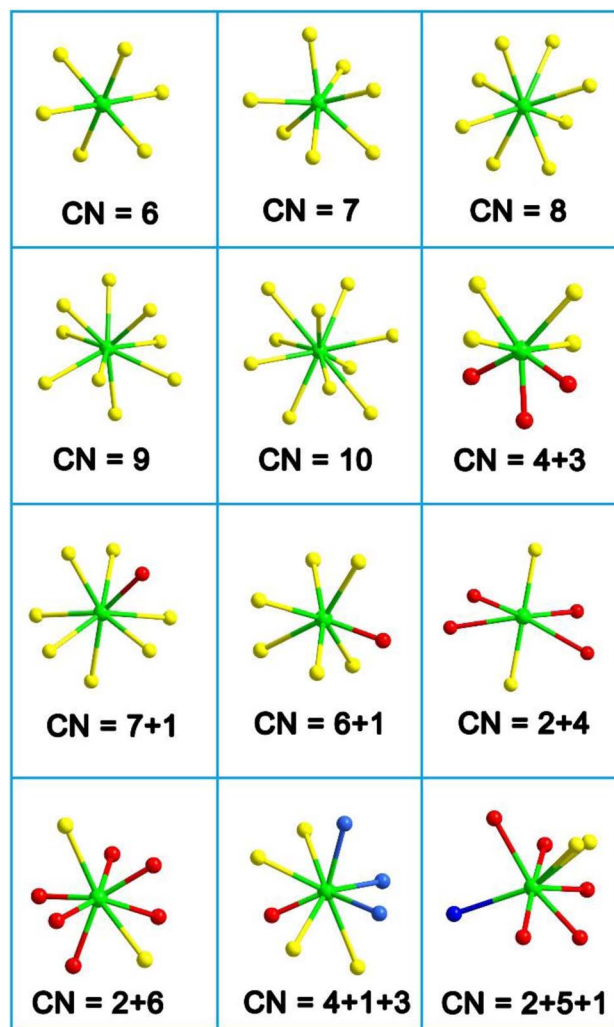 CN = 6
CN = 7
CN = 8
CN = 9
CN = 10
CN = 4+3
CN = 7+1
CN = 6+1
CN = 2+4
CN = 2+6
CN = 4+1+3
CN = 2+5+1